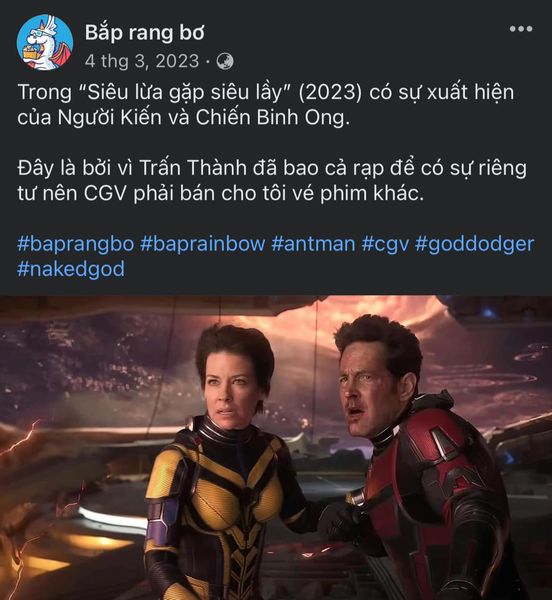 Bắp rang bơ
4 thg 3, 2023 ·
Trong “Siêu lừa gặp siêu lầy” (2023) có sự xuất hiện
của Người Kiến và Chiến Binh Ong.
Đây là bởi vì Trấn Thành đã bao cả rạp để có sự riêng
tư nên CGV phải bán cho tôi vé phim khác.
#baprangbo #baprainbow #antman #cgv #goddodger
#nakedgod